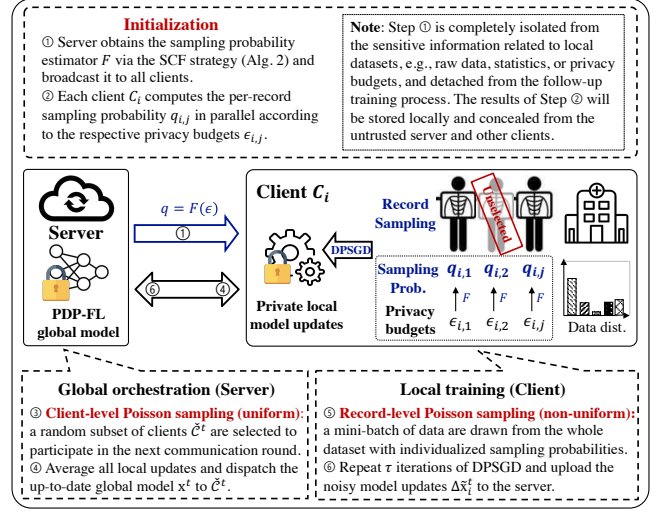 Initialization
① Server obtains the sampling probability
estimator F via the SCF strategy (Alg. 2) and
broadcast it to all clients.
② Each client Cᵢ computes the per-record
sampling probability qᵢ,ⱼ in parallel according
to the respective privacy budgets ϵᵢ,ⱼ.
Note: Step ① is completely isolated from
the sensitive information related to local
datasets, e.g., raw data, statistics, or privacy
budgets, and detached from the follow-up
training process. The results of Step ② will
be stored locally and concealed from the
untrusted server and other clients.
Server
PDP-FL
global model
q = F(ϵ)
①
⑥ ④
Client Cᵢ
Private local
model updates
DPSGD
Record
Sampling
Unselected
Sampling
Prob.
qᵢ,₁ qᵢ,₂ qᵢ,ⱼ
F F F
Privacy
budgets
ϵᵢ,₁ ϵᵢ,₂ ϵᵢ,ⱼ
Data dist.
Global orchestration (Server)
③ Client-level Poisson sampling (uniform):
a random subset of clients C̆ᵗ are selected to
participate in the next communication round.
④ Average all local updates and dispatch the
up-to-date global model xᵗ to C̆ᵗ.
Local training (Client)
⑤ Record-level Poisson sampling (non-uniform):
a mini-batch of data are drawn from the whole
dataset with individualized sampling probabilities.
⑥ Repeat τ iterations of DPSGD and upload the
noisy model updates Δx̃ᵢᵗ to the server.